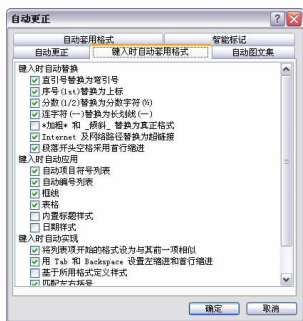 自动更正
自动套用格式 智能标记
自动更正 键入时自动套用格式 自动图文集
键入时自动替换
直引号替换为弯引号
序号(1st)替换为上标
分数(1/2)替换为分数字符(½)
连字符(--)替换为长划线(—)
*加粗* 和 _倾斜_ 替换为真正格式
Internet 及网络路径替换为超链接
段落开头空格采用首行缩进
键入时自动应用
自动项目符号列表
自动编号列表
框线
表格
内置标题样式
日期样式
键入时自动实现
将列表项开始的格式设为与其前一项相似
用 Tab 和 Backspace 设置左缩进和首行缩进
基于所用格式定义样式
匹配左右括号
确定 取消